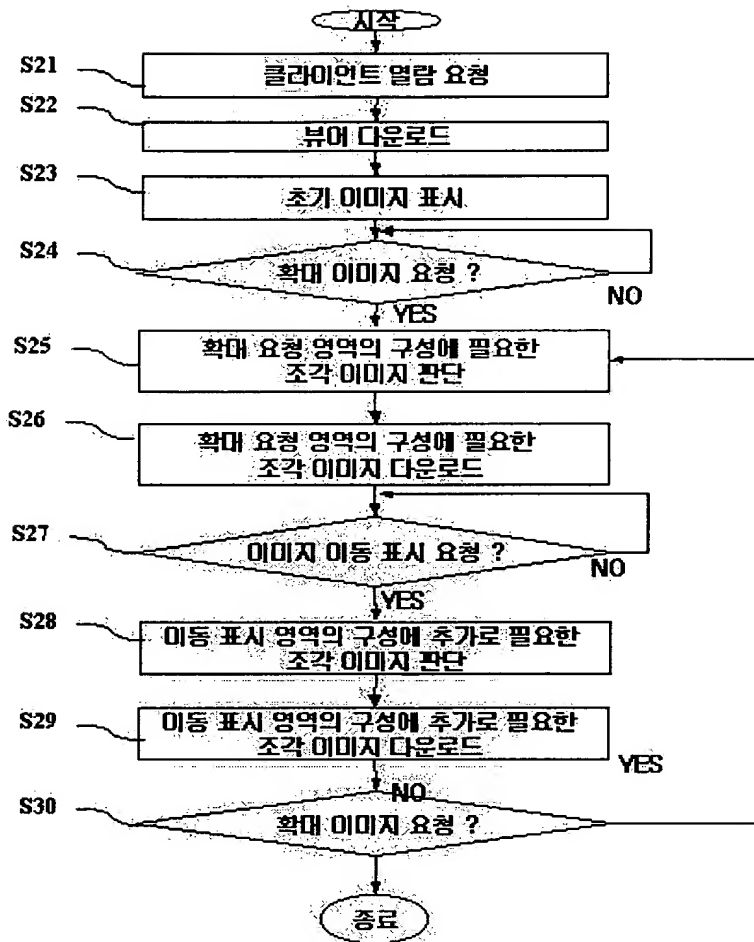 시작
S21
클라이언트 열람 요청
S22
뷰어 다운로드
S23
초기 이미지 표시
S24
확대 이미지 요청 ?
NO
YES
S25
확대 요청 영역의 구성에 필요한
조각 이미지 판단
S26
확대 요청 영역의 구성에 필요한
조각 이미지 다운로드
S27
이미지 이동 표시 요청 ?
NO
YES
S28
이동 표시 영역의 구성에 추가로 필요한
조각 이미지 판단
S29
이동 표시 영역의 구성에 추가로 필요한
조각 이미지 다운로드
YES
NO
S30
확대 이미지 요청 ?
종료